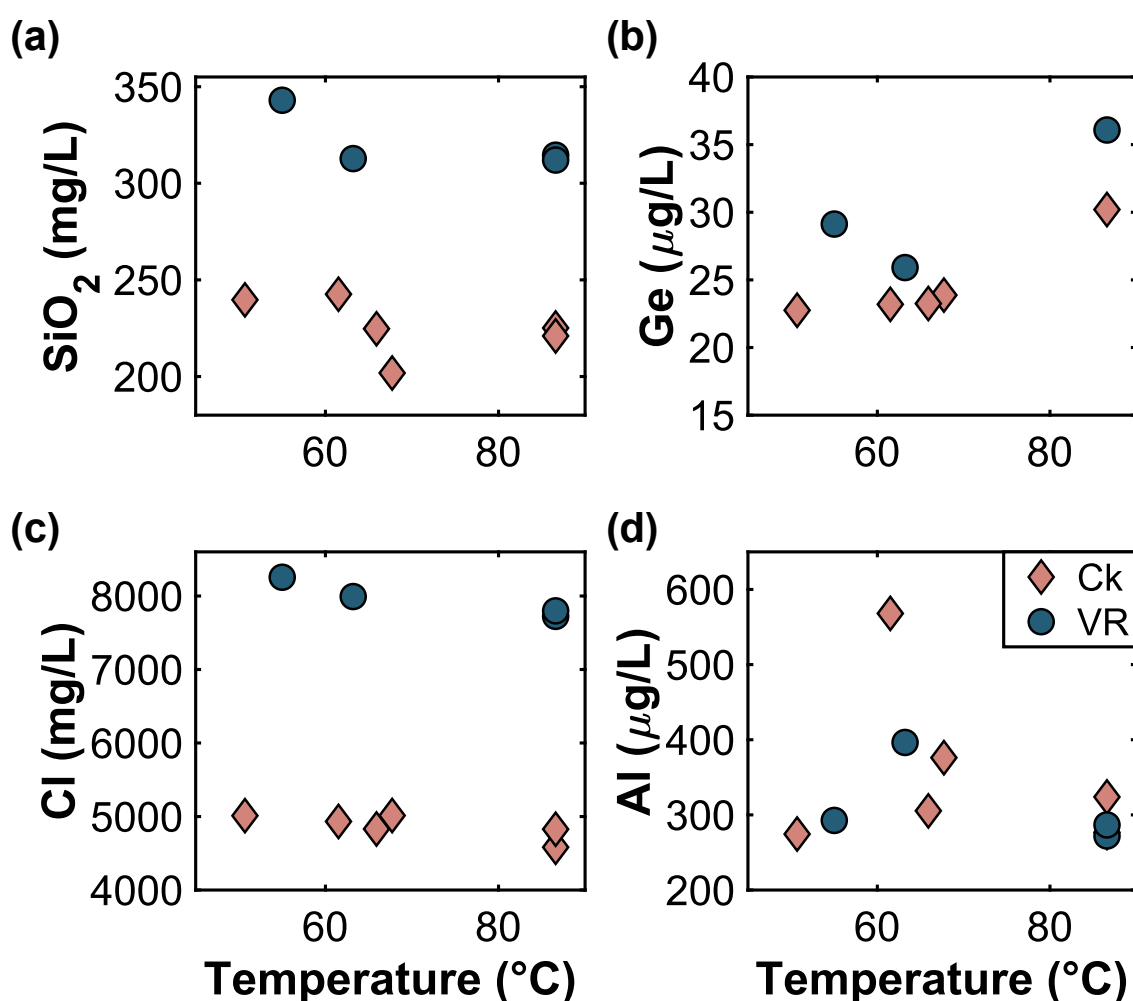 (a)
350
300
250
200
SiO2 (mg/L)
60 80
(b)
40
35
30
25
20
15
Ge (μg/L)
60 80
(c)
8000
7000
6000
5000
4000
Cl (mg/L)
60 80
Temperature (°C)
(d)
600
500
400
300
200
Al (μg/L)
Ck
VR
60 80
Temperature (°C)